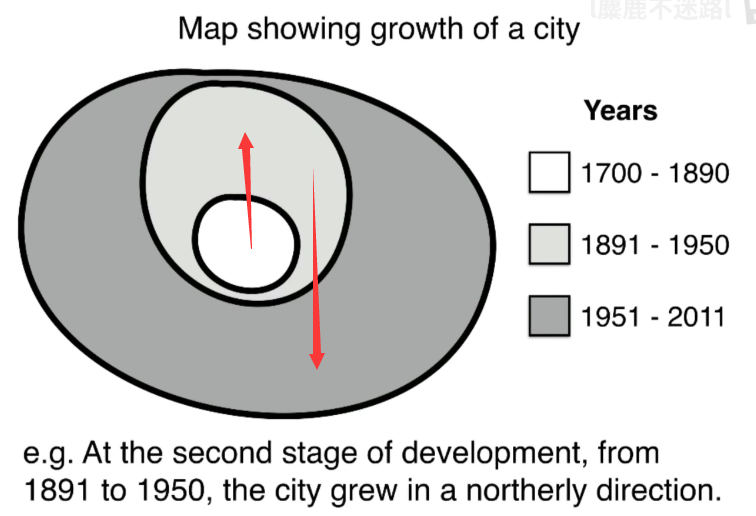 [麋鹿不迷路]
Map showing growth of a city
Years
1700 - 1890
1891 - 1950
1951 - 2011
e.g. At the second stage of development, from
1891 to 1950, the city grew in a northerly direction.